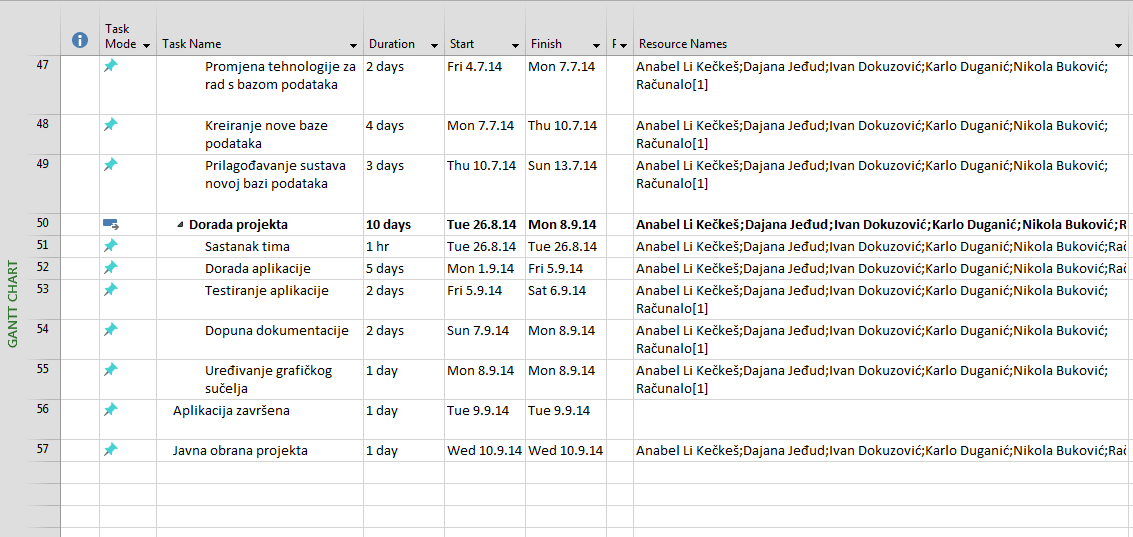 Task
Mode Task Name Duration Start Finish F Resource Names
47 Promjena tehnologije za 2 days Fri 4.7.14 Mon 7.7.14 Anabel Li Kečkeš;Dajana Jeđud;Ivan Dokuzović;Karlo Duganić;Nikola Buković;
rad s bazom podataka Računalo[1]
48 Kreiranje nove baze 4 days Mon 7.7.14 Thu 10.7.14 Anabel Li Kečkeš;Dajana Jeđud;Ivan Dokuzović;Karlo Duganić;Nikola Buković;
podataka Računalo[1]
49 Prilagođavanje sustava 3 days Thu 10.7.14 Sun 13.7.14 Anabel Li Kečkeš;Dajana Jeđud;Ivan Dokuzović;Karlo Duganić;Nikola Buković;
novoj bazi podataka Računalo[1]
50 Dorada projekta 10 days Tue 26.8.14 Mon 8.9.14 Anabel Li Kečkeš;Dajana Jeđud;Ivan Dokuzović;Karlo Duganić;Nikola Buković;R
51 Sastanak tima 1 hr Tue 26.8.14 Tue 26.8.14 Anabel Li Kečkeš;Dajana Jeđud;Ivan Dokuzović;Karlo Duganić;Nikola Buković;Rač
52 Dorada aplikacije 5 days Mon 1.9.14 Fri 5.9.14 Anabel Li Kečkeš;Dajana Jeđud;Ivan Dokuzović;Karlo Duganić;Nikola Buković;Rač
53 Testiranje aplikacije 2 days Fri 5.9.14 Sat 6.9.14 Anabel Li Kečkeš;Dajana Jeđud;Ivan Dokuzović;Karlo Duganić;Nikola Buković;
Računalo[1]
54 Dopuna dokumentacije 2 days Sun 7.9.14 Mon 8.9.14 Anabel Li Kečkeš;Dajana Jeđud;Ivan Dokuzović;Karlo Duganić;Nikola Buković;
Računalo[1]
55 Uređivanje grafičkog 1 day Mon 8.9.14 Mon 8.9.14 Anabel Li Kečkeš;Dajana Jeđud;Ivan Dokuzović;Karlo Duganić;Nikola Buković;
sučelja Računalo[1]
56 Aplikacija završena 1 day Tue 9.9.14 Tue 9.9.14
57 Javna obrana projekta 1 day Wed 10.9.14 Wed 10.9.14 Anabel Li Kečkeš;Dajana Jeđud;Ivan Dokuzović;Karlo Duganić;Nikola Buković;Rač
GANTT CHART